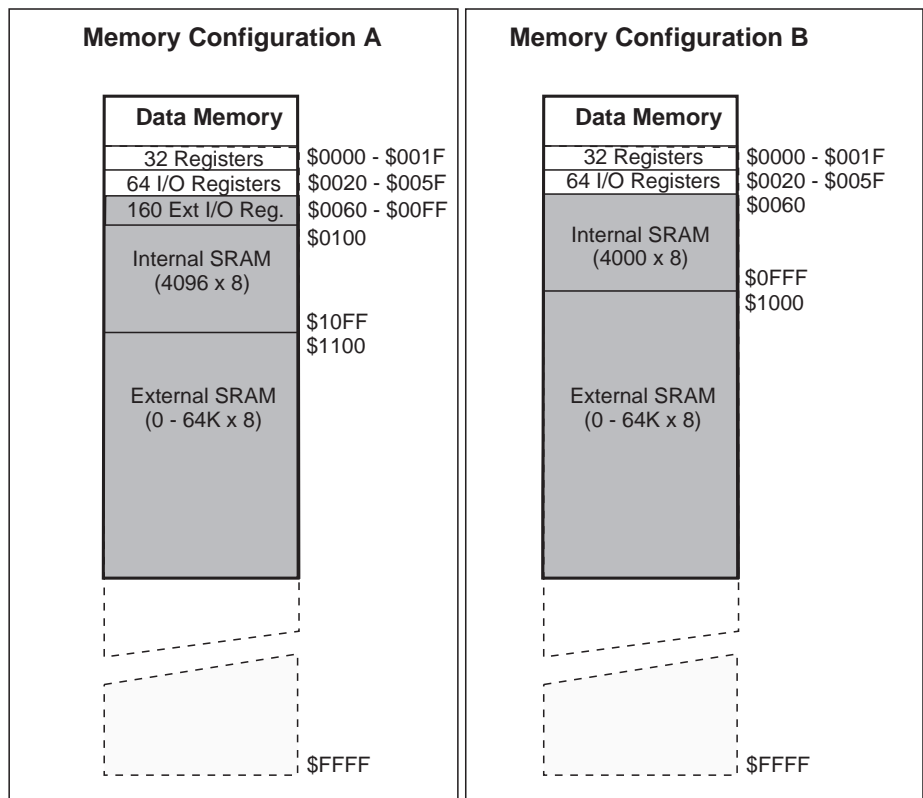 Memory Configuration A
Data Memory
32 Registers
$0000 - $001F
64 I/O Registers
$0020 - $005F
160 Ext I/O Reg.
$0060 - $00FF
$0100
Internal SRAM
(4096 x 8)
$10FF
$1100
External SRAM
(0 - 64K x 8)
$FFFF
Memory Configuration B
Data Memory
32 Registers
$0000 - $001F
64 I/O Registers
$0020 - $005F
$0060
Internal SRAM
(4000 x 8)
$0FFF
$1000
External SRAM
(0 - 64K x 8)
$FFFF